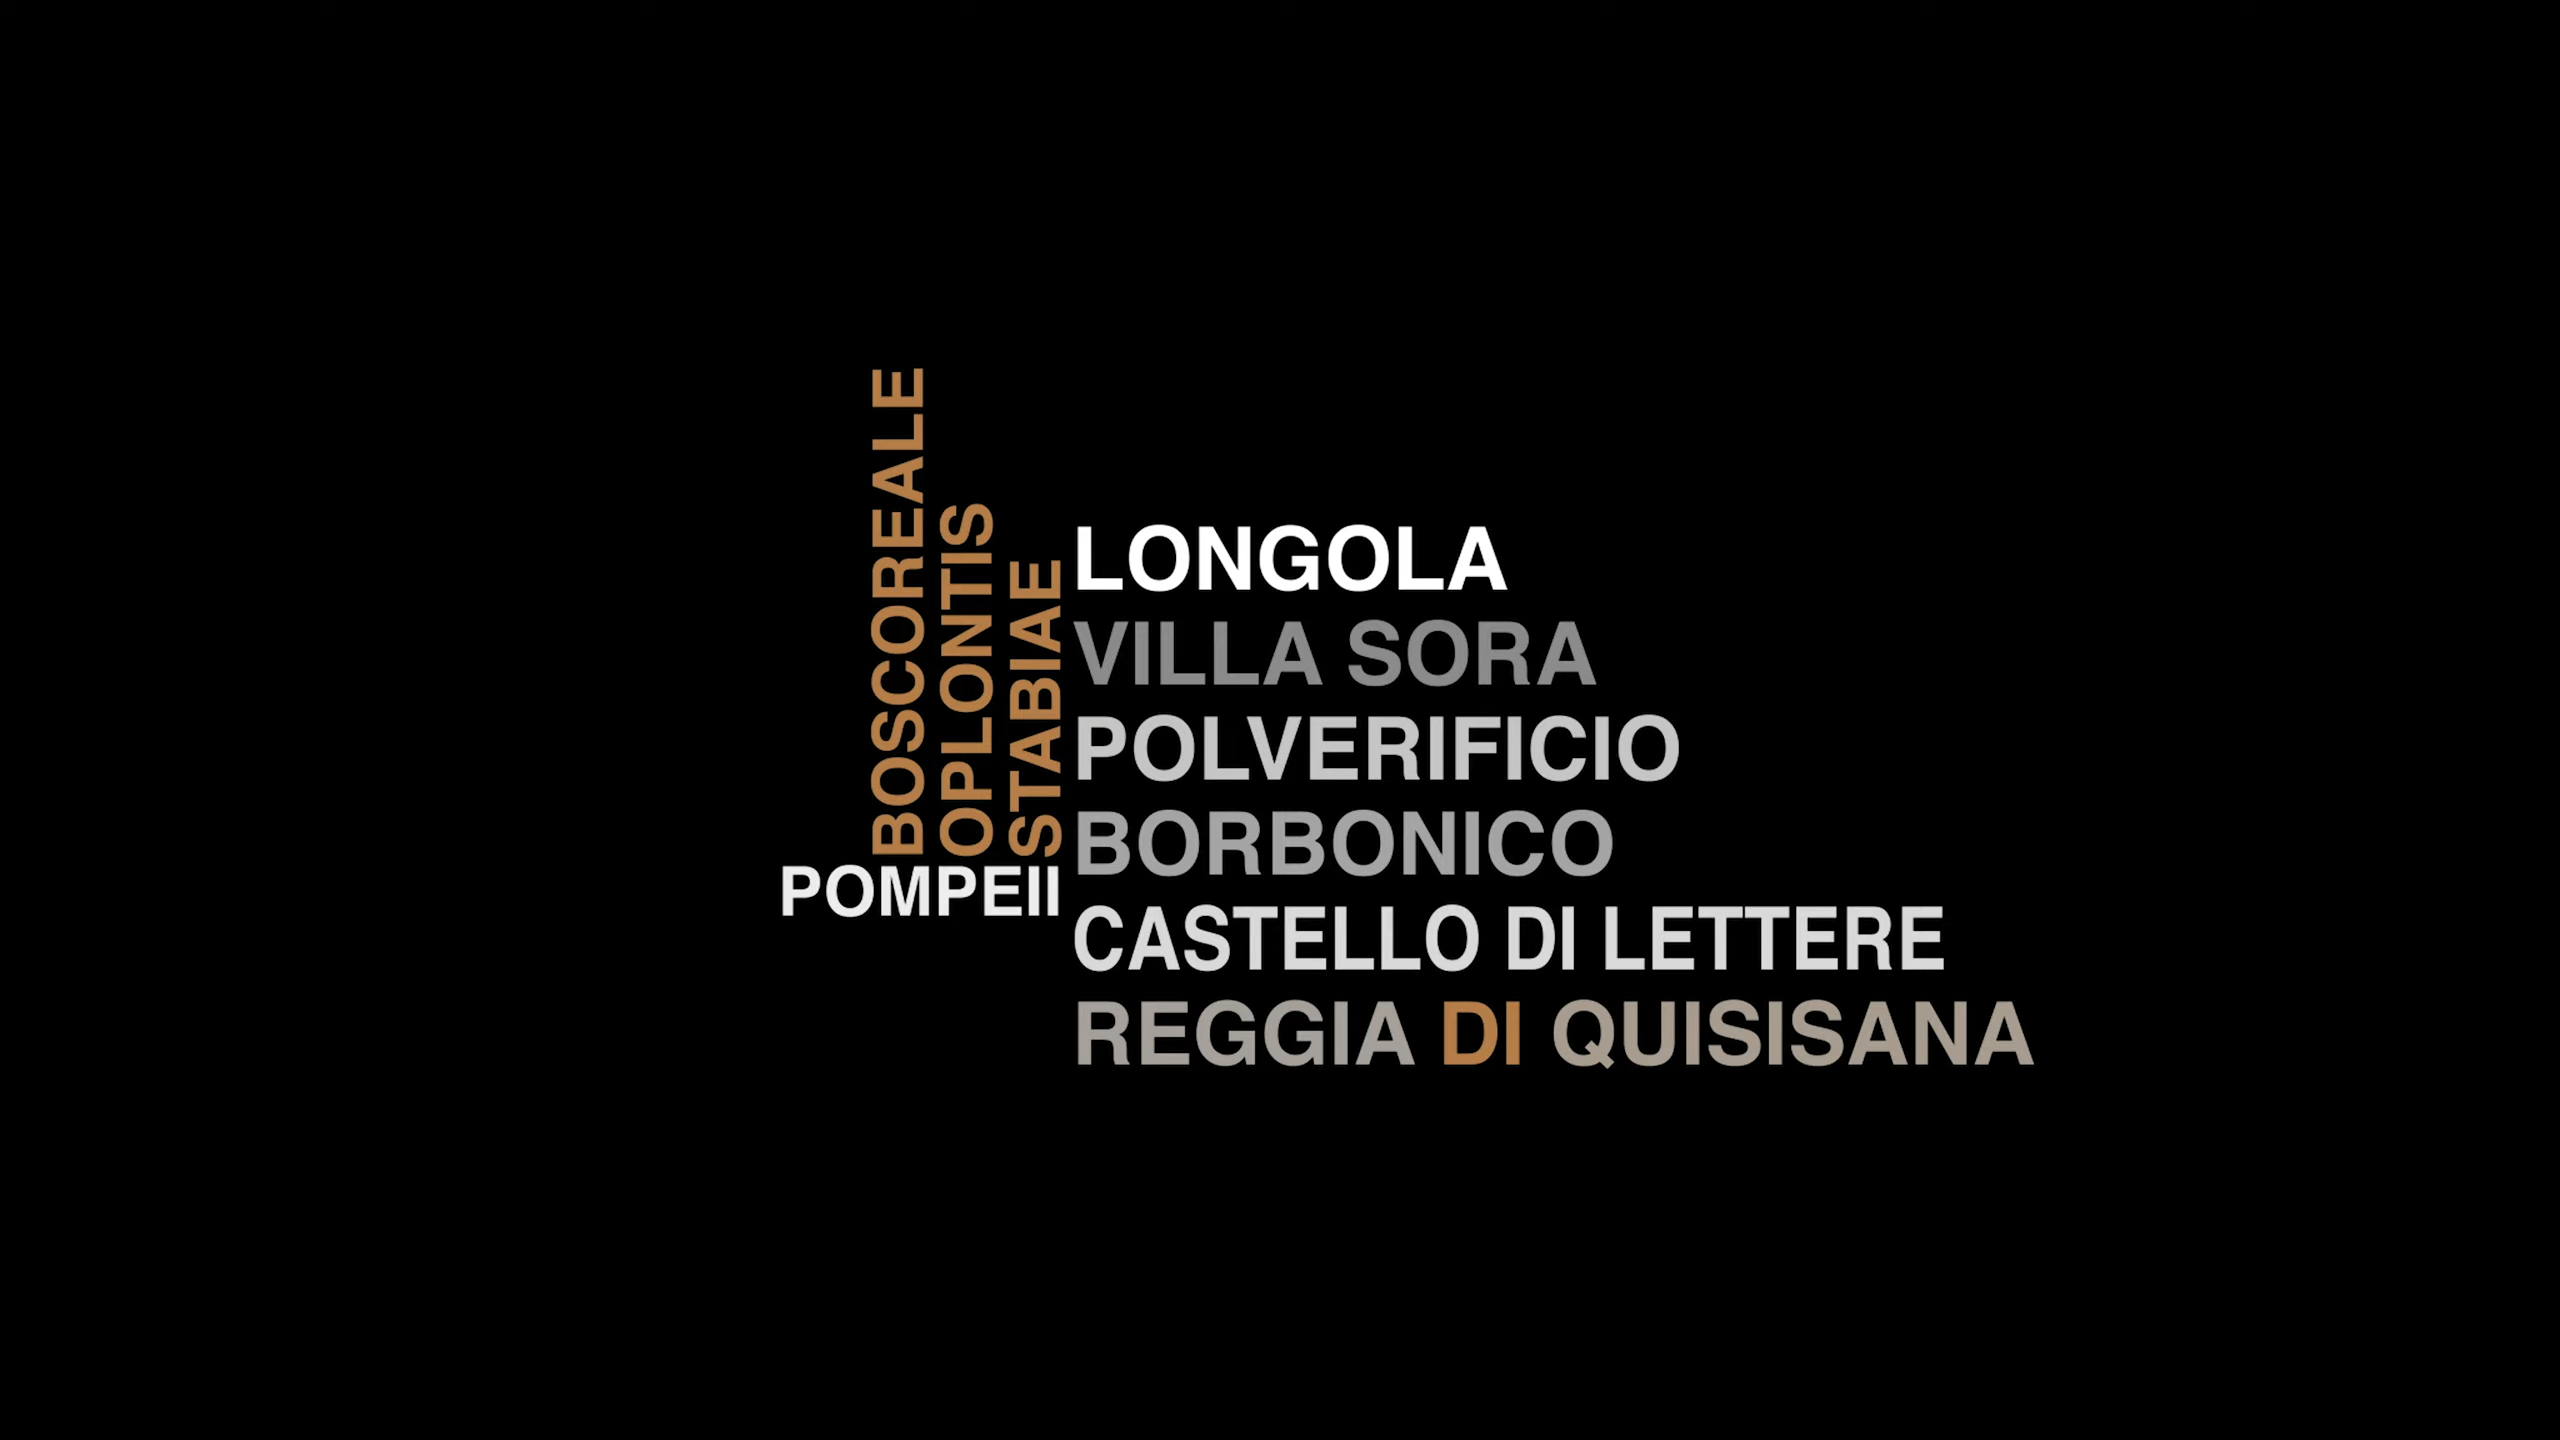 BOSCOREALE
OPLONTIS
STABIAE
POMPEII
LONGOLA
VILLA SORA
POLVERIFICIO
BORBONICO
CASTELLO DI LETTERE
REGGIA DI QUISISANA